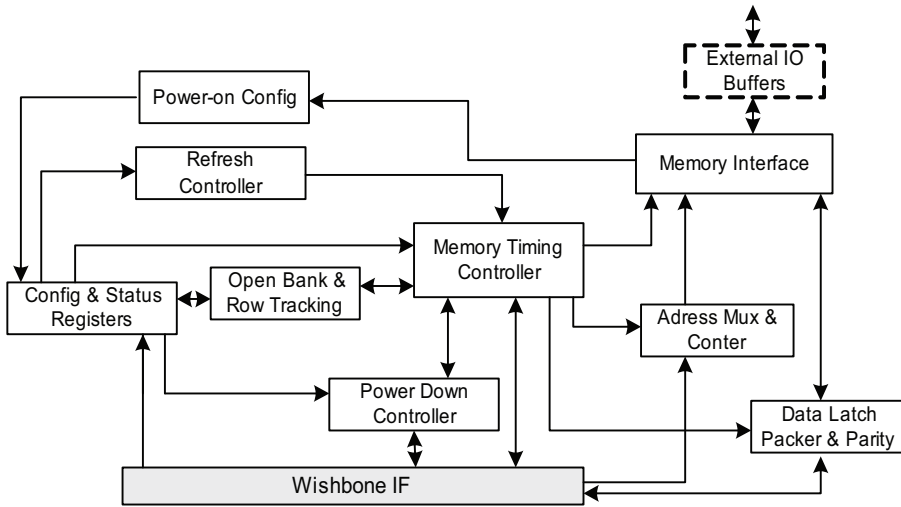 External IO
Buffers
Power-on Config
Memory Interface
Refresh
Controller
Memory Timing
Controller
Open Bank &
Row Tracking
Config & Status
Registers
Adress Mux &
Conter
Power Down
Controller
Data Latch
Packer & Parity
Wishbone IF